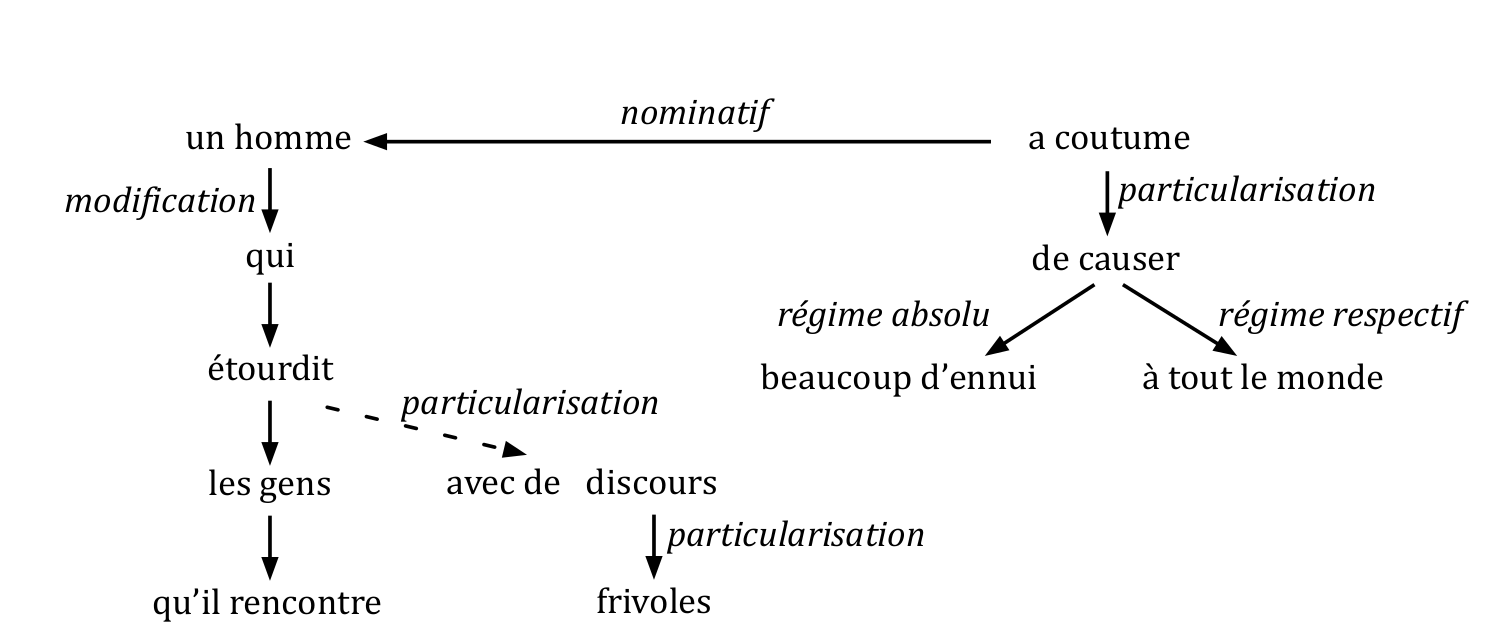 nominatif
un homme a coutume
modification particularisation
qui de causer
régime absolu régime respectif
étourdit beaucoup d’ennui à tout le monde
particularisation
les gens avec de discours
particularisation
qu’il rencontre frivoles